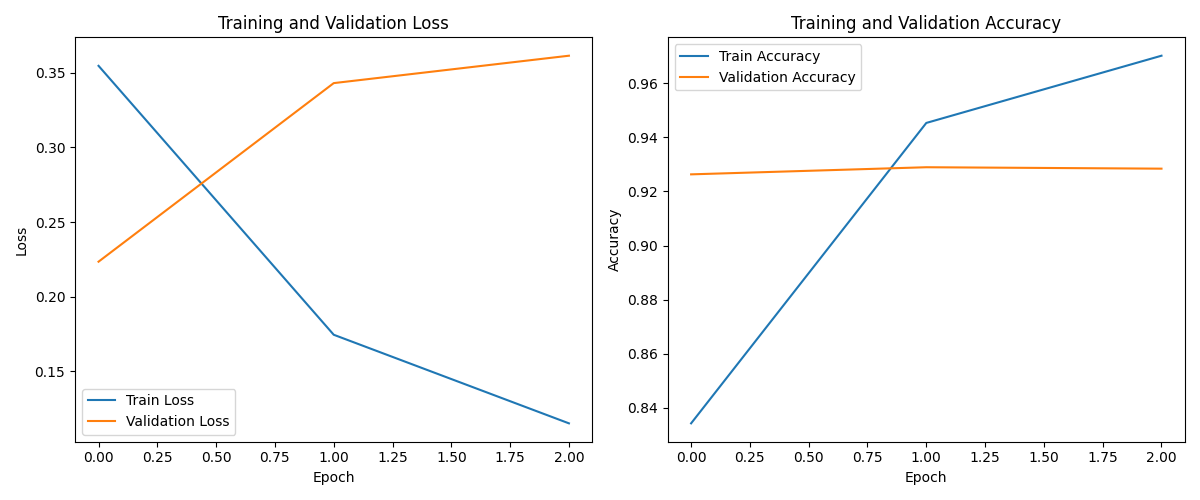 Training and Validation Loss
0.35
0.30
0.25
0.20
0.15
Loss
Train Loss
Validation Loss
0.00 0.25 0.50 0.75 1.00 1.25 1.50 1.75 2.00
Epoch
Training and Validation Accuracy
Train Accuracy
Validation Accuracy
0.96
0.94
0.92
0.90
0.88
0.86
0.84
Accuracy
0.00 0.25 0.50 0.75 1.00 1.25 1.50 1.75 2.00
Epoch